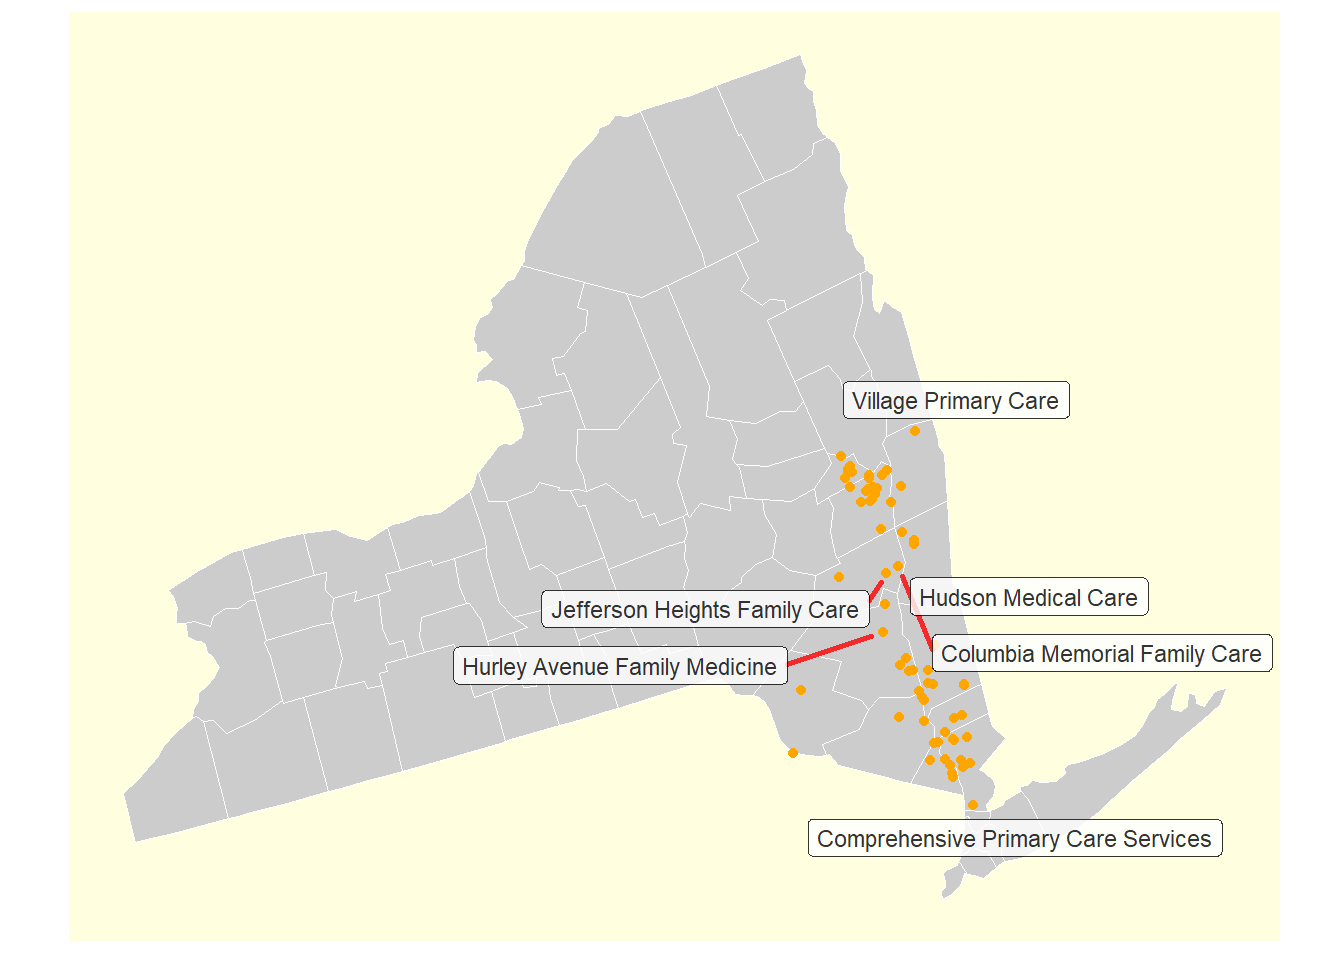 Village Primary Care
Hudson Medical Care
Jefferson Heights Family Care
Columbia Memorial Family Care
Hurley Avenue Family Medicine
Comprehensive Primary Care Services